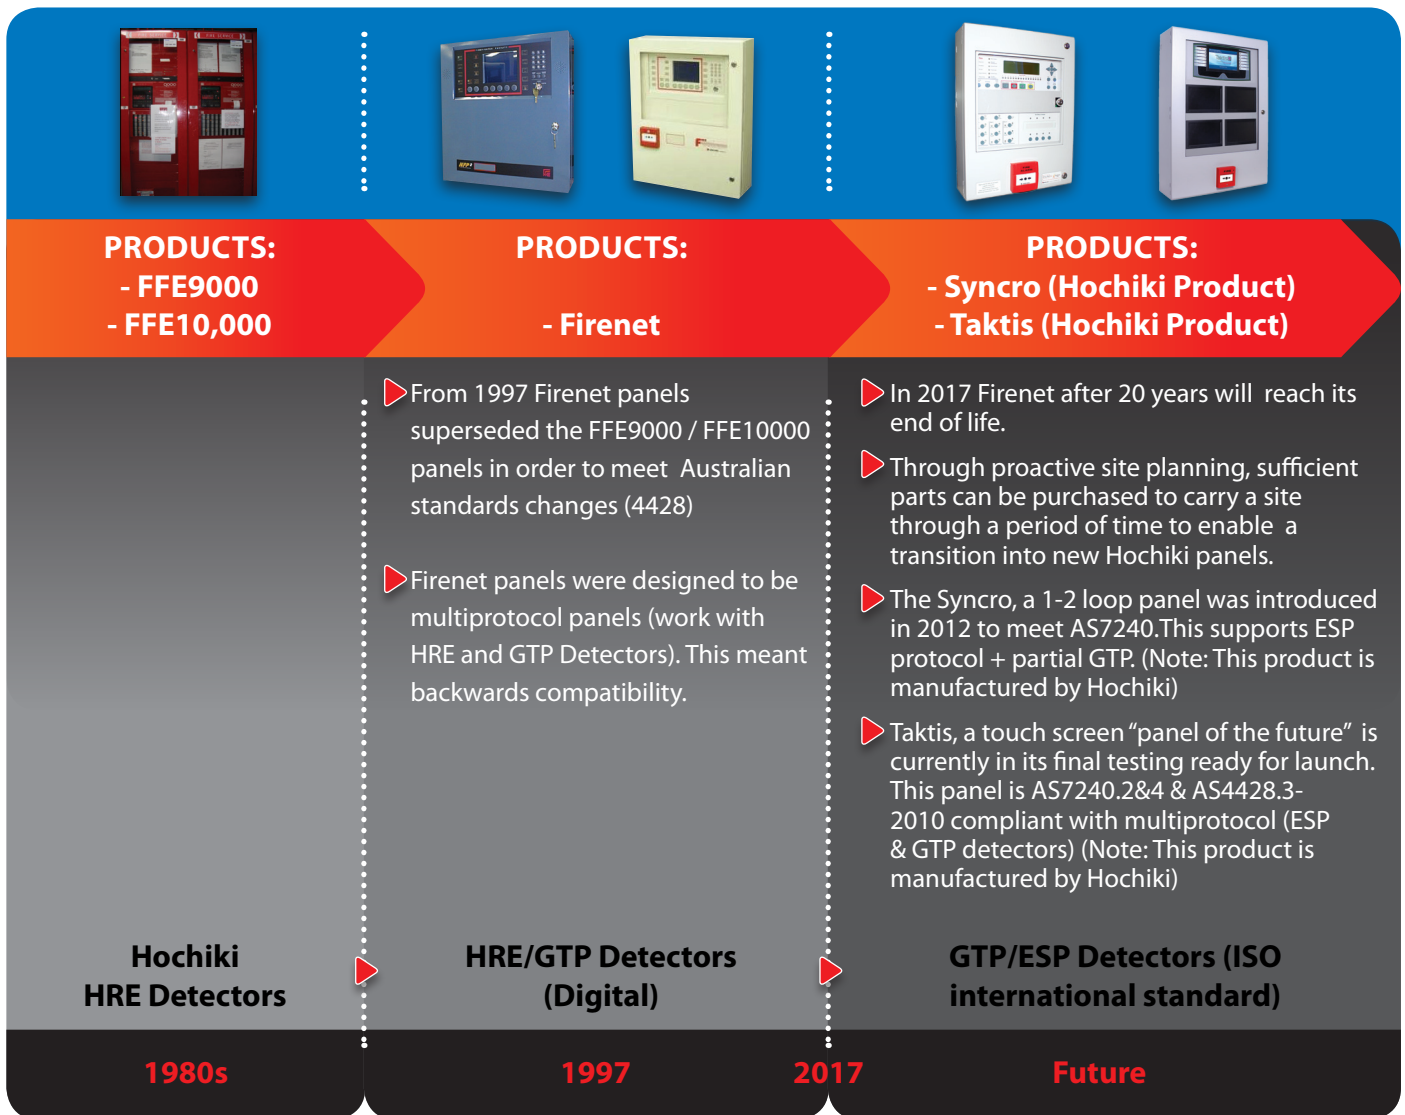 PRODUCTS:
- FFE9000
- FFE10,000
PRODUCTS:
- Firenet
PRODUCTS:
- Syncro (Hochiki Product)
- Taktis (Hochiki Product)
From 1997 Firenet panels
superseded the FFE9000 / FFE10000
panels in order to meet Australian
standards changes (4428)
Firenet panels were designed to be
multiprotocol panels (work with
HRE and GTP Detectors). This meant
backwards compatibility.
In 2017 Firenet after 20 years will reach its
end of life.
Through proactive site planning, sufficient
parts can be purchased to carry a site
through a period of time to enable a
transition into new Hochiki panels.
The Syncro, a 1-2 loop panel was introduced
in 2012 to meet AS7240.This supports ESP
protocol + partial GTP. (Note: This product is
manufactured by Hochiki)
Taktis, a touch screen “panel of the future” is
currently in its final testing ready for launch.
This panel is AS7240.2&4 & AS4428.3-
2010 compliant with multiprotocol (ESP
& GTP detectors) (Note: This product is
manufactured by Hochiki)
Hochiki
HRE Detectors
HRE/GTP Detectors
(Digital)
GTP/ESP Detectors (ISO
international standard)
1980s
1997
2017
Future